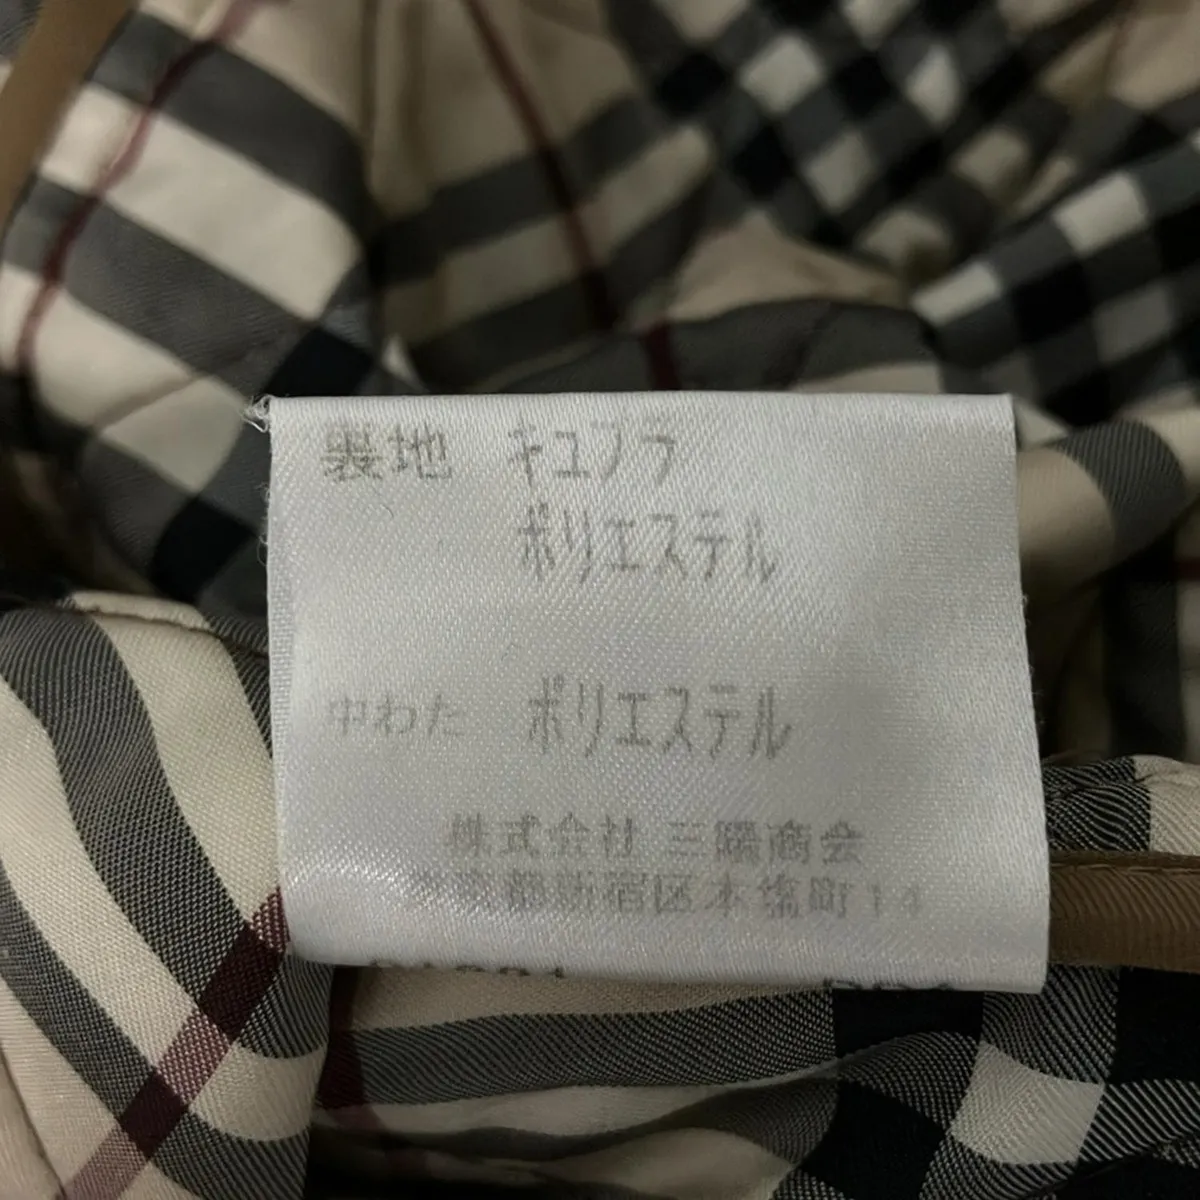 裏地 キュプラ
ポリエステル
中わた ポリエステル
株式会社 三陽商会
東京都新宿区本塩町14